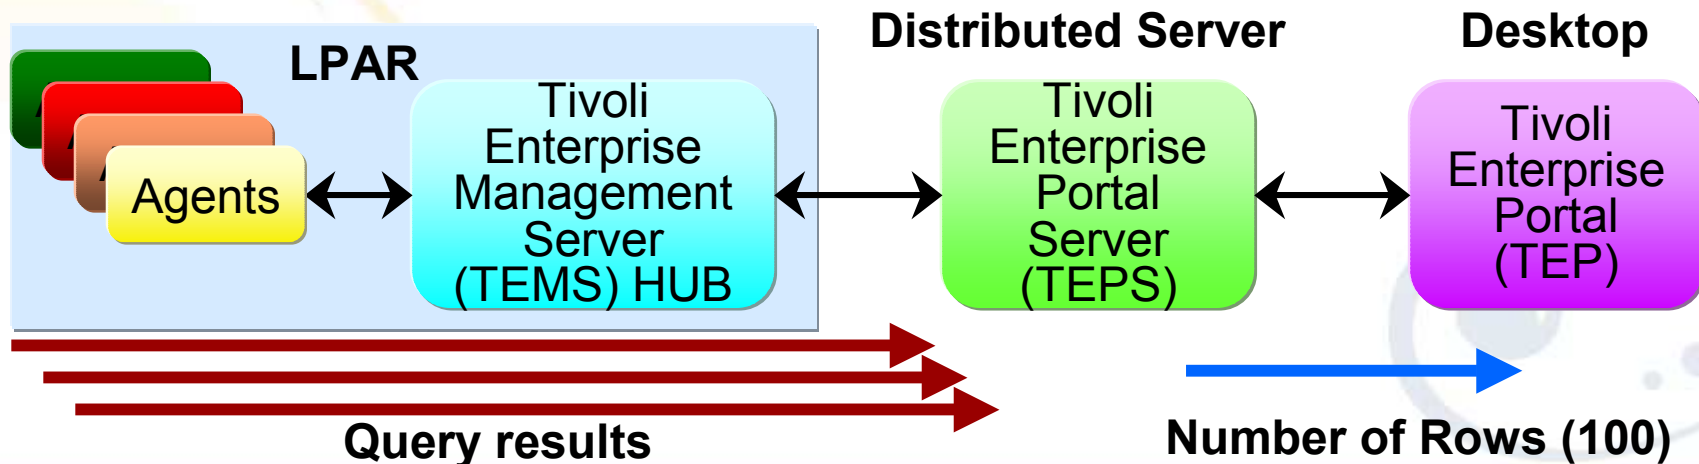 LPAR
Distributed Server
Desktop
Agents
Tivoli
Enterprise
Management
Server
(TEMS) HUB
Tivoli
Enterprise
Portal
Server
(TEPS)
Tivoli
Enterprise
Portal
(TEP)
Query results
Number of Rows (100)